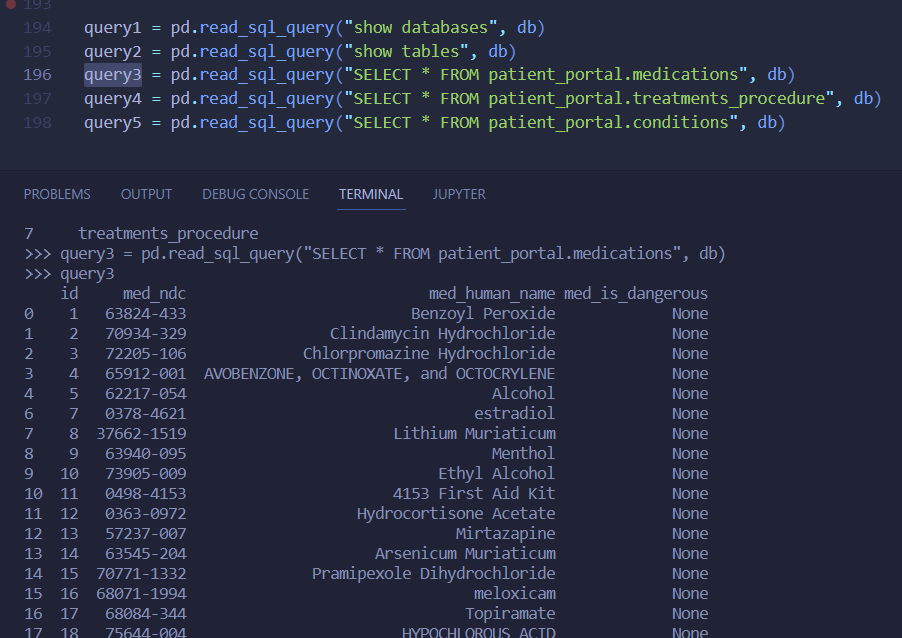 193
194 query1 = pd.read_sql_query("show databases", db)
195 query2 = pd.read_sql_query("show tables", db)
196 query3 = pd.read_sql_query("SELECT * FROM patient_portal.medications", db)
197 query4 = pd.read_sql_query("SELECT * FROM patient_portal.treatments_procedure", db)
198 query5 = pd.read_sql_query("SELECT * FROM patient_portal.conditions", db)
PROBLEMS OUTPUT DEBUG CONSOLE TERMINAL JUPYTER
7 treatments_procedure
>>> query3 = pd.read_sql_query("SELECT * FROM patient_portal.medications", db)
>>> query3
id med_ndc med_human_name med_is_dangerous
0 1 63824-433 Benzoyl Peroxide None
1 2 70934-329 Clindamycin Hydrochloride None
2 3 72205-106 Chlorpromazine Hydrochloride None
3 4 65912-001 AVOBENZONE, OCTINOXATE, and OCTOCRYLENE None
4 5 62217-054 Alcohol None
6 7 0378-4621 estradiol None
7 8 37662-1519 Lithium Muriaticum None
8 9 63940-095 Menthol None
9 10 73905-009 Ethyl Alcohol None
10 11 0498-4153 4153 First Aid Kit None
11 12 0363-0972 Hydrocortisone Acetate None
12 13 57237-007 Mirtazapine None
13 14 63545-204 Arsenicum Muriaticum None
14 15 70771-1332 Pramipexole Dihydrochloride None
15 16 68071-1994 meloxicam None
16 17 68084-344 Topiramate None
17 18 75644-004 HYPOCHLOROUS ACID None